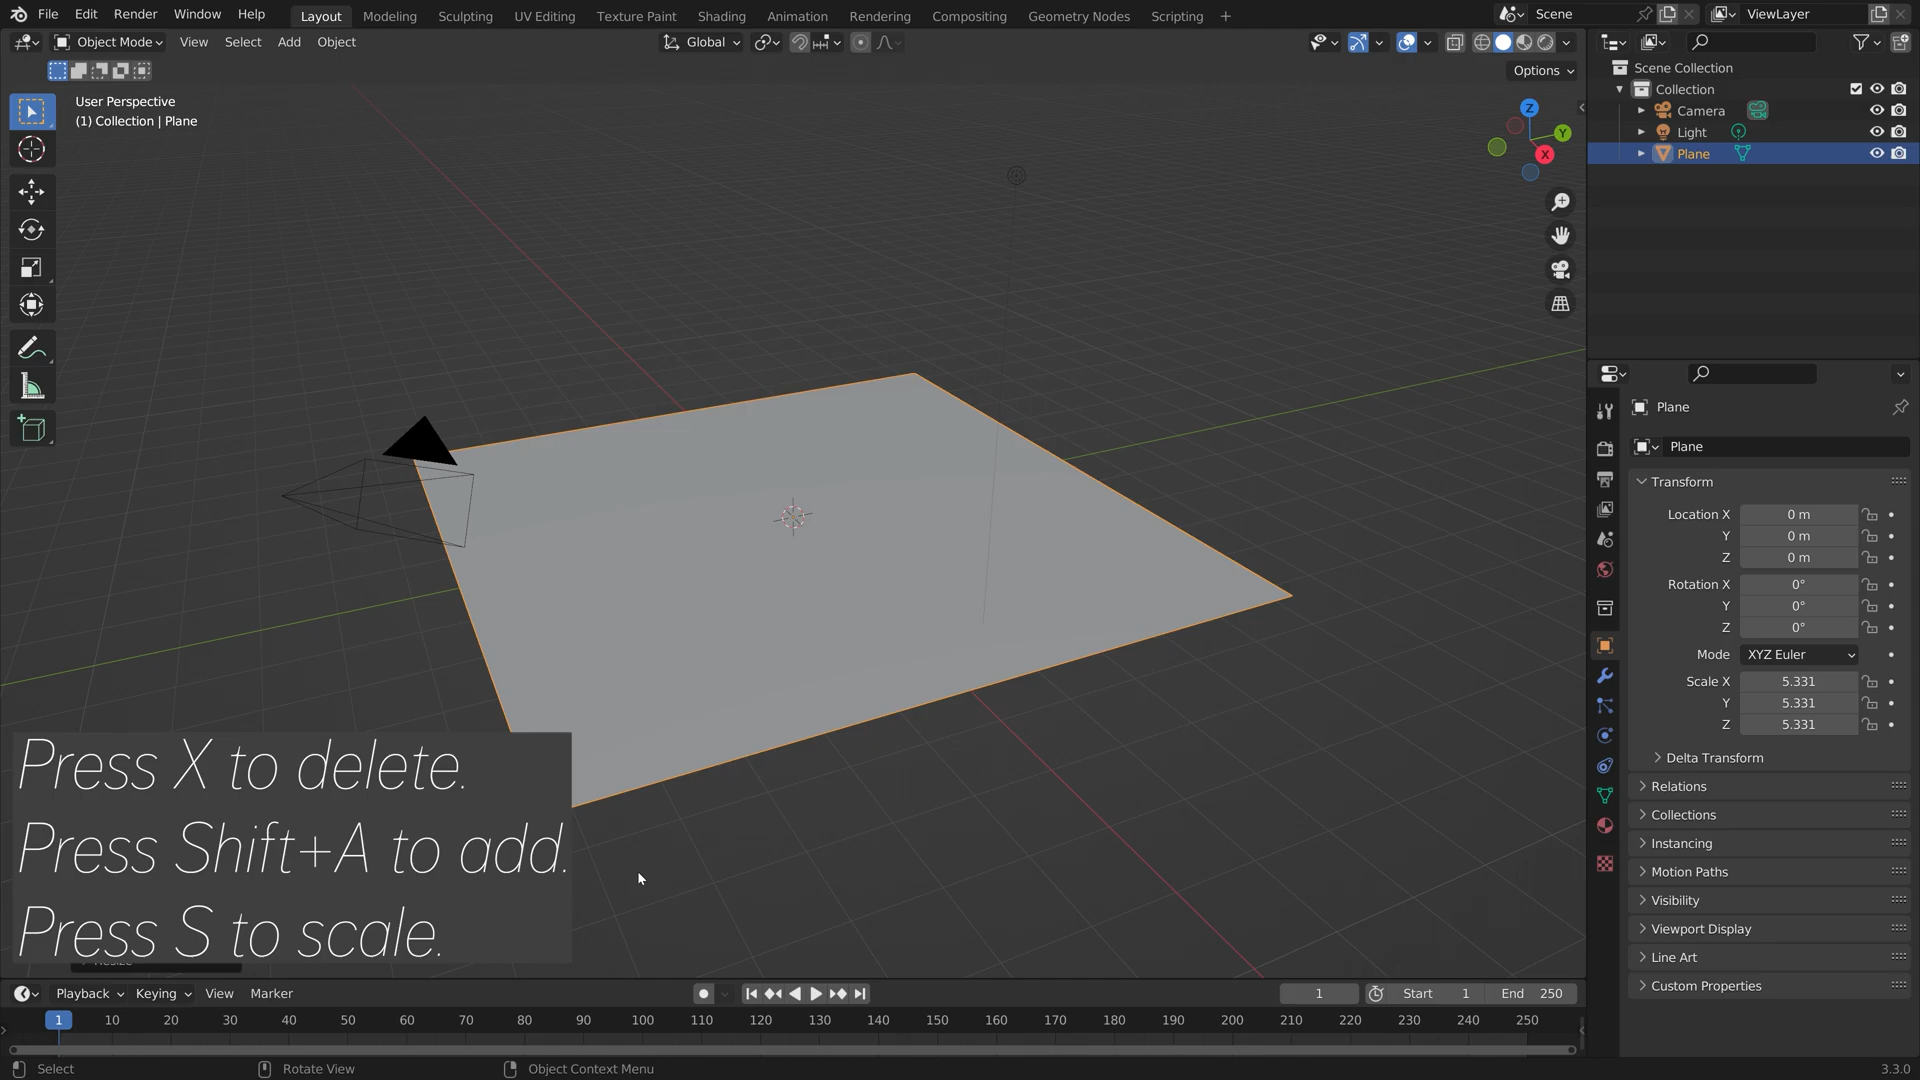 File Edit Render Window Help Layout Modeling Sculpting UV Editing Texture Paint Shading Animation Rendering Compositing Geometry Nodes Scripting + Scene ViewLayer
Object Mode View Select Add Object Global
Options
User Perspective
(1) Collection | Plane
Z
Y
X
Scene Collection
Collection
Camera
Light
Plane
Plane
Plane
Transform
Location X 0 m
Y 0 m
Z 0 m
Rotation X 0°
Y 0°
Z 0°
Mode XYZ Euler
Scale X 5.331
Y 5.331
Z 5.331
Delta Transform
Relations
Collections
Instancing
Motion Paths
Visibility
Viewport Display
Line Art
Custom Properties
Press X to delete.
Press Shift+A to add.
Press S to scale.
Playback Keying View Marker 1 Start 1 End 250
1 10 20 30 40 50 60 70 80 90 100 110 120 130 140 150 160 170 180 190 200 210 220 230 240 250
Select Rotate View Object Context Menu 3.3.0